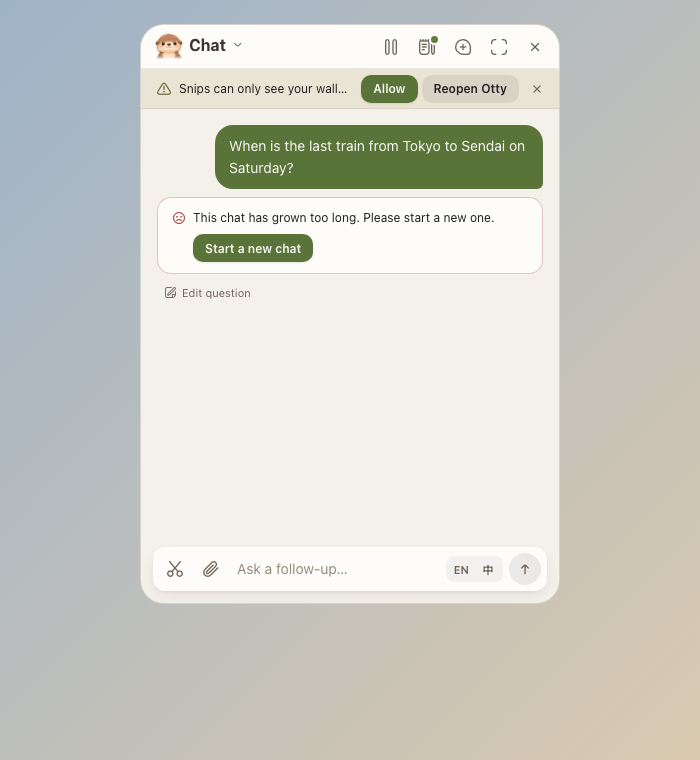 Chat
Snips can only see your wall...
Allow
Reopen Otty
When is the last train from Tokyo to Sendai on
Saturday?
This chat has grown too long. Please start a new one.
Start a new chat
Edit question
Ask a follow-up...
EN 中